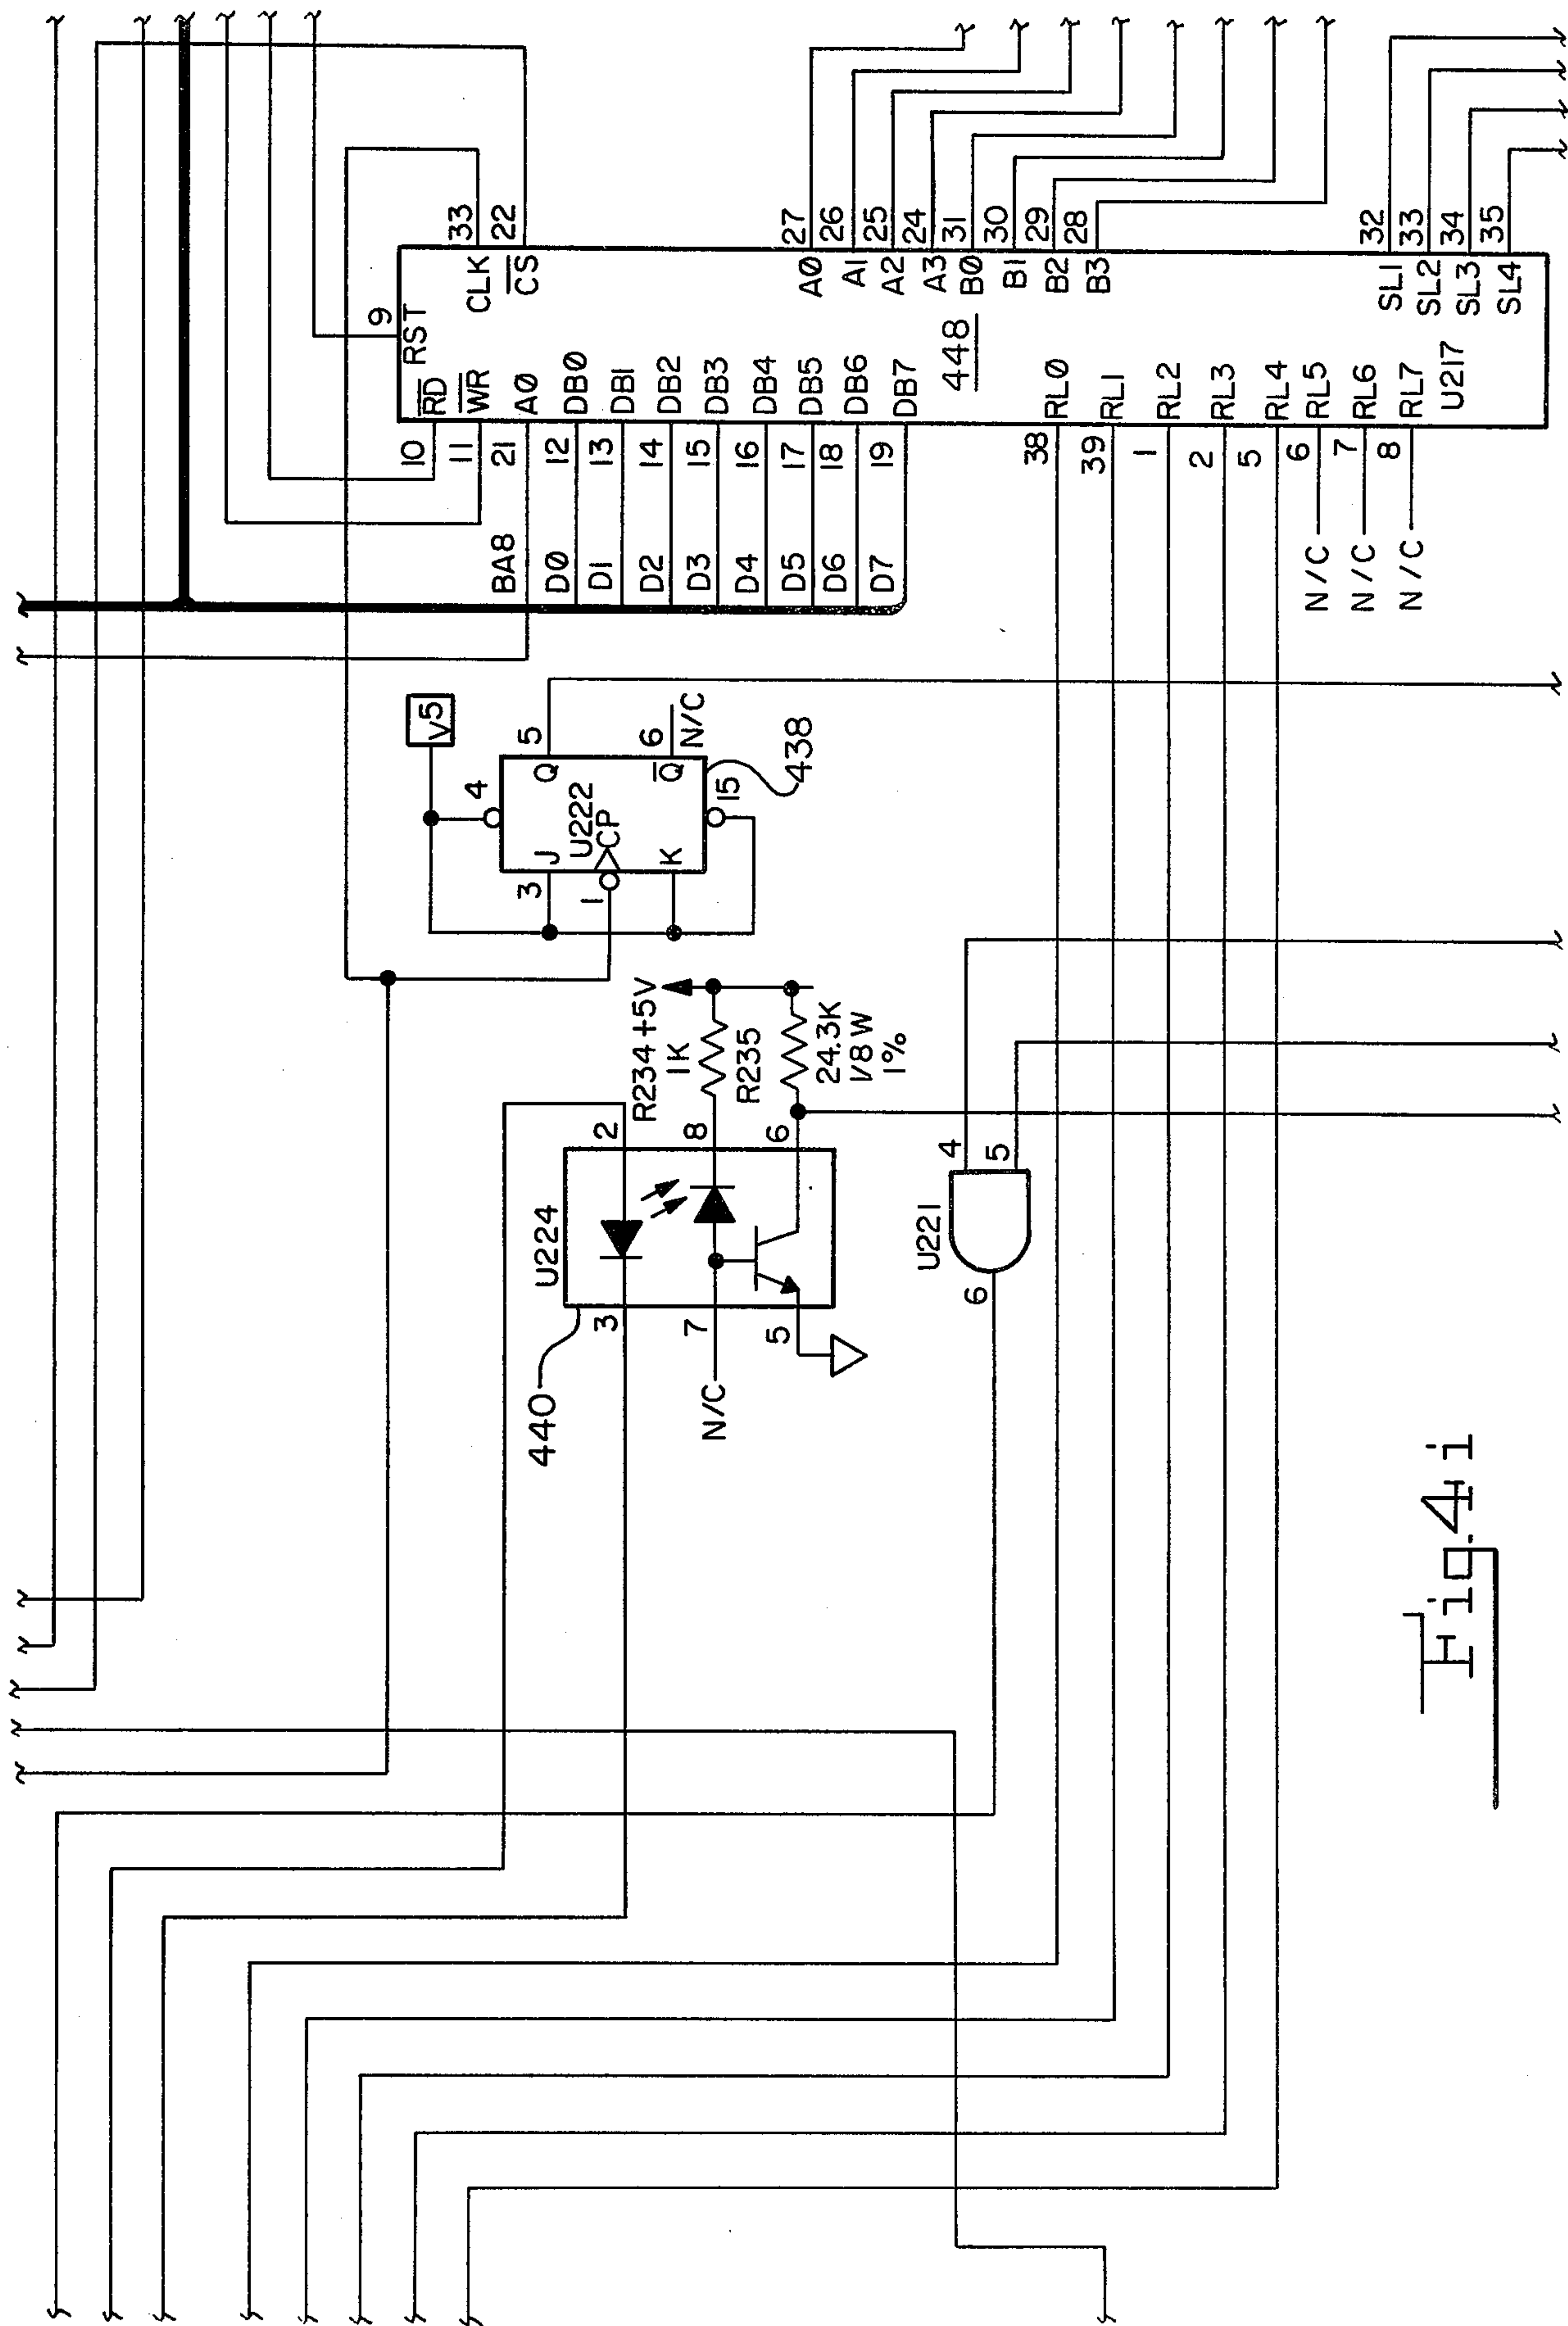 9
RST
10
RD
11
WR
CLK
33
CS
22
BA8
21
A0
D0
12
DB0
D1
13
DB1
D2
14
DB2
D3
15
DB3
D4
16
DB4
D5
17
DB5
D6
18
DB6
D7
19
DB7
A0
27
A1
26
A2
25
A3
24
B0
31
B1
30
B2
29
B3
28
448
38
RL0
39
RL1
1
RL2
2
RL3
5
RL4
N/C
6
RL5
N/C
7
RL6
N/C
8
RL7
U217
SL1
32
SL2
33
SL3
34
SL4
35
V5
4
3
J
Q
5
U222
1
CP
K
Q
6
N/C
15
438
440
U224
3
2
R234
+5V
1K
N/C
7
8
R235
5
6
24.3K
1/8W
1%
U221
4
5
6
Fig.4i